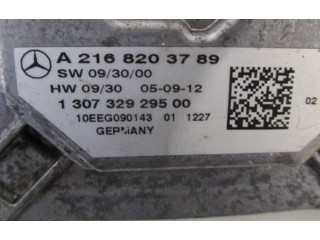 A 216 820 37 89
SW 09/30/00
HW 09/30 05-09-12
1 307 329 295 00
02
10EEG090143 01 1227
GERMANY